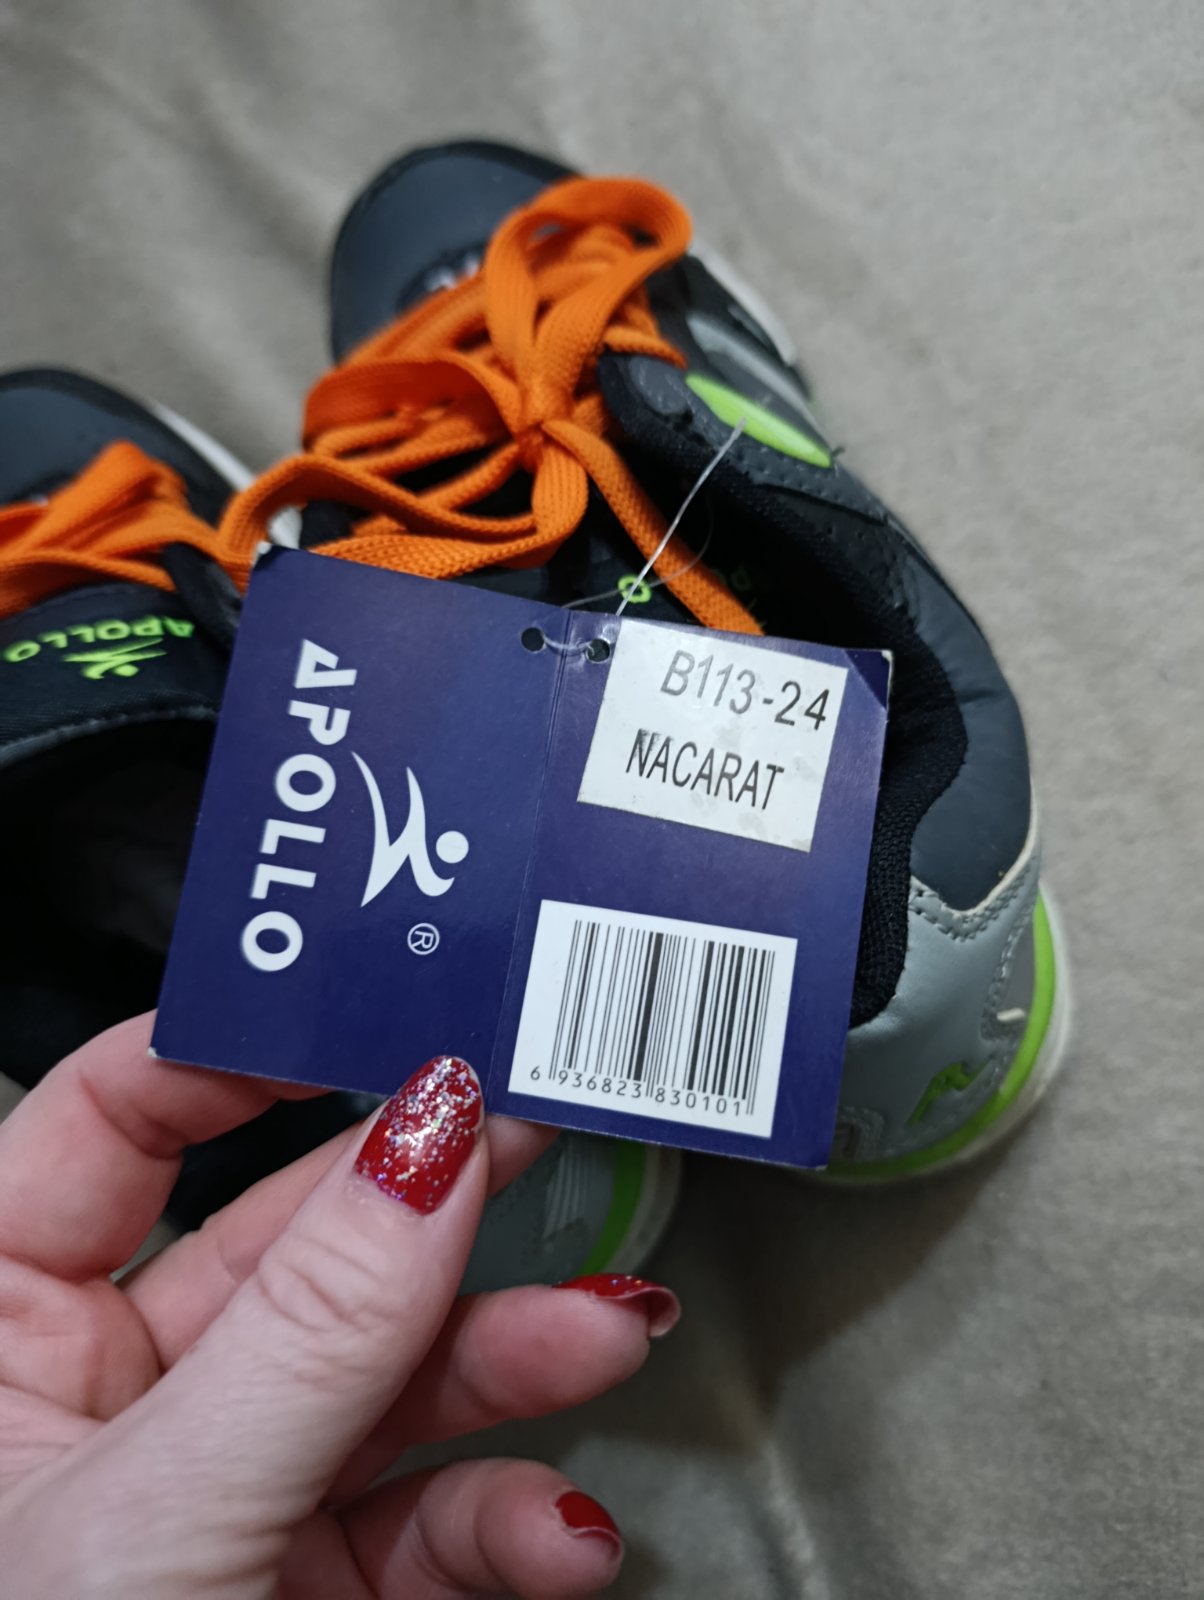 APOLLO
APOLLO
®
B113-24
NACARAT
6 936823 830101